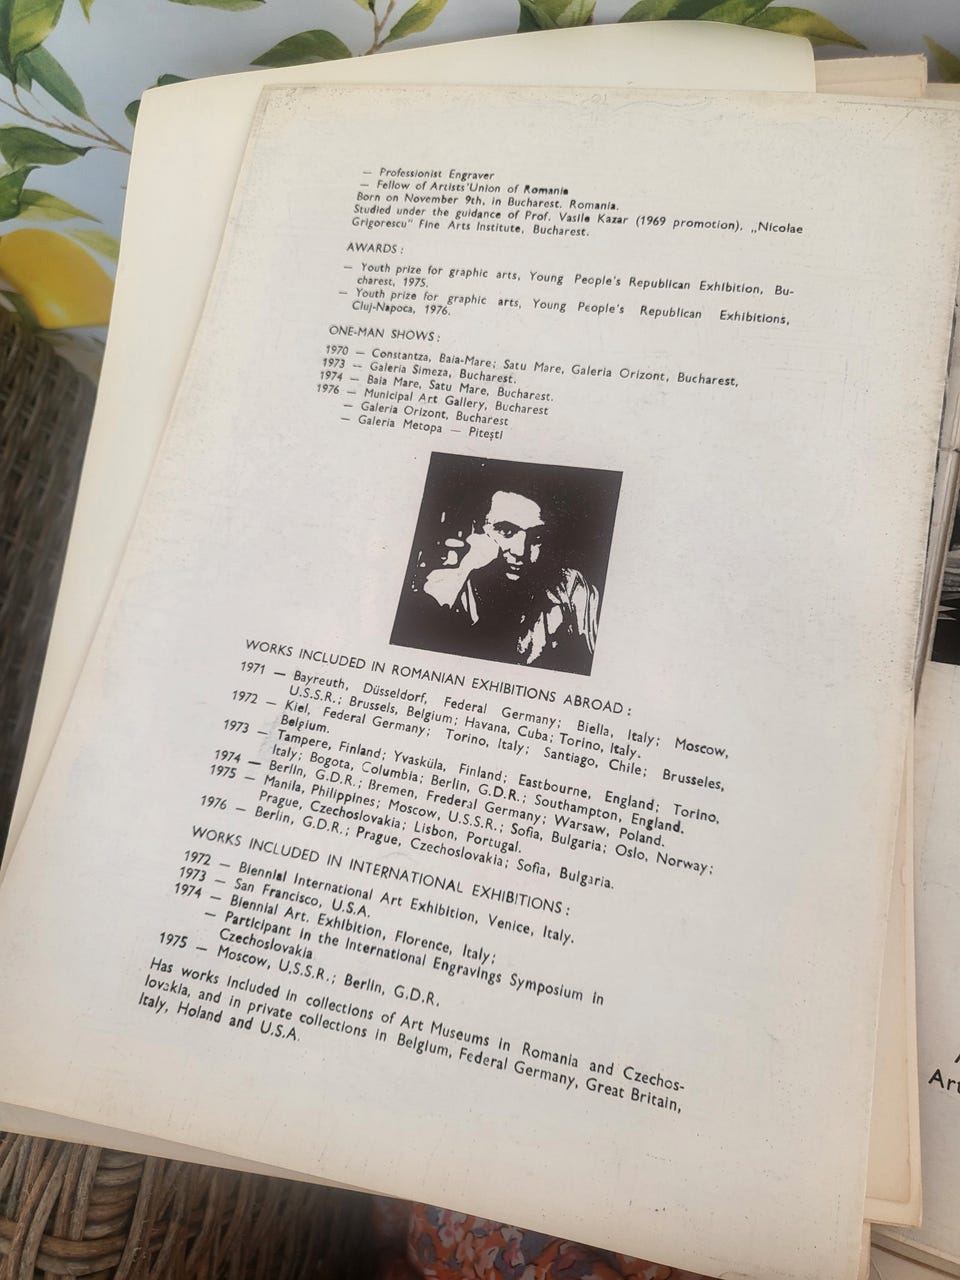 — Professionist Engraver
— Fellow of Artists'Union of Romania
Born on November 9th, in Bucharest. Romania.
Studied under the guidance of Prof. Vasile Kazar (1969 promotion), „Nicolae
Grigorescu" Fine Arts Institute, Bucharest.
AWARDS :
— Youth prize for graphic arts, Young People's Republican Exhibition, Bu-
charest, 1975.
— Youth prize for graphic arts, Young People's Republican Exhibitions,
Cluj-Napoca, 1976.
ONE-MAN SHOWS :
1970 — Constantza, Baia-Mare; Satu Mare, Galeria Orizont, Bucharest,
1973 — Galeria Simeza, Bucharest.
1974 — Baia Mare, Satu Mare, Bucharest.
1976 — Municipal Art Gallery, Bucharest
— Galeria Orizont, Bucharest
— Galeria Metopa — Pitești
WORKS INCLUDED IN ROMANIAN EXHIBITIONS ABROAD :
1971 — Bayreuth, Düsseldorf, Federal Germany; Biella, Italy; Moscow,
U.S.S.R.; Brussels, Belgium; Havana, Cuba; Torino, Italy.
1972 — Kiel, Federal Germany; Torino, Italy; Santiago, Chile; Brusseles,
Belgium.
1973 — Tampere, Finland; Yvasküla, Finland; Eastbourne, England; Torino,
Italy; Bogota, Columbia; Berlin, G.D.R.; Southampton, England.
1974 — Berlin, G.D.R.; Bremen, Frederal Germany; Warsaw, Poland.
1975 — Manila, Philippines; Moscow, U.S.S.R.; Sofia, Bulgaria; Oslo, Norway;
Prague, Czechoslovakia; Lisbon, Portugal.
1976 — Berlin, G.D.R.; Prague, Czechoslovakia; Sofia, Bulgaria.
WORKS INCLUDED IN INTERNATIONAL EXHIBITIONS :
1972 — Biennial International Art Exhibition, Venice, Italy.
1973 — San Francisco, U.S.A.
1974 — Biennial Art. Exhibition, Florence, Italy;
— Participant in the International Engravings Symposium in
Czechoslovakia
1975 — Moscow, U.S.S.R.; Berlin, G.D.R,
Has works included in collections of Art Museums in Romania and Czechos-
lovakia, and in private collections in Belgium, Federal Germany, Great Britain,
Italy, Holand and U.S.A.